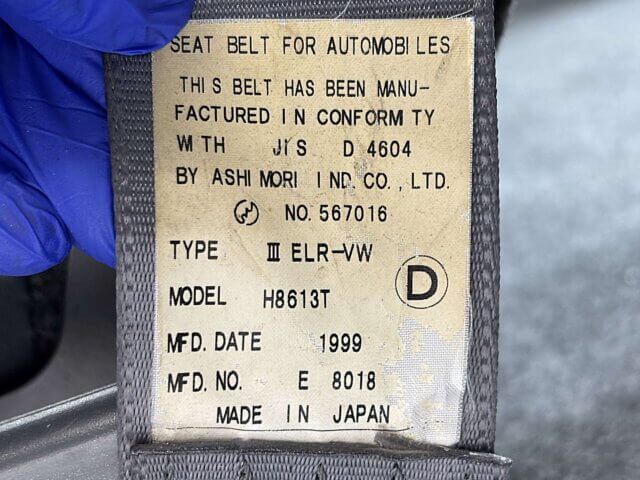 SEAT BELT FOR AUTOMOBILES
THIS BELT HAS BEEN MANU-
FACTURED IN CONFORMITY
WITH JIS D 4604
BY ASHIMORI IND. CO., LTD.
NO. 567016
TYPE Ⅲ ELR-VW
D
MODEL H8613T
MFD. DATE 1999
MFD. NO. E 8018
MADE IN JAPAN